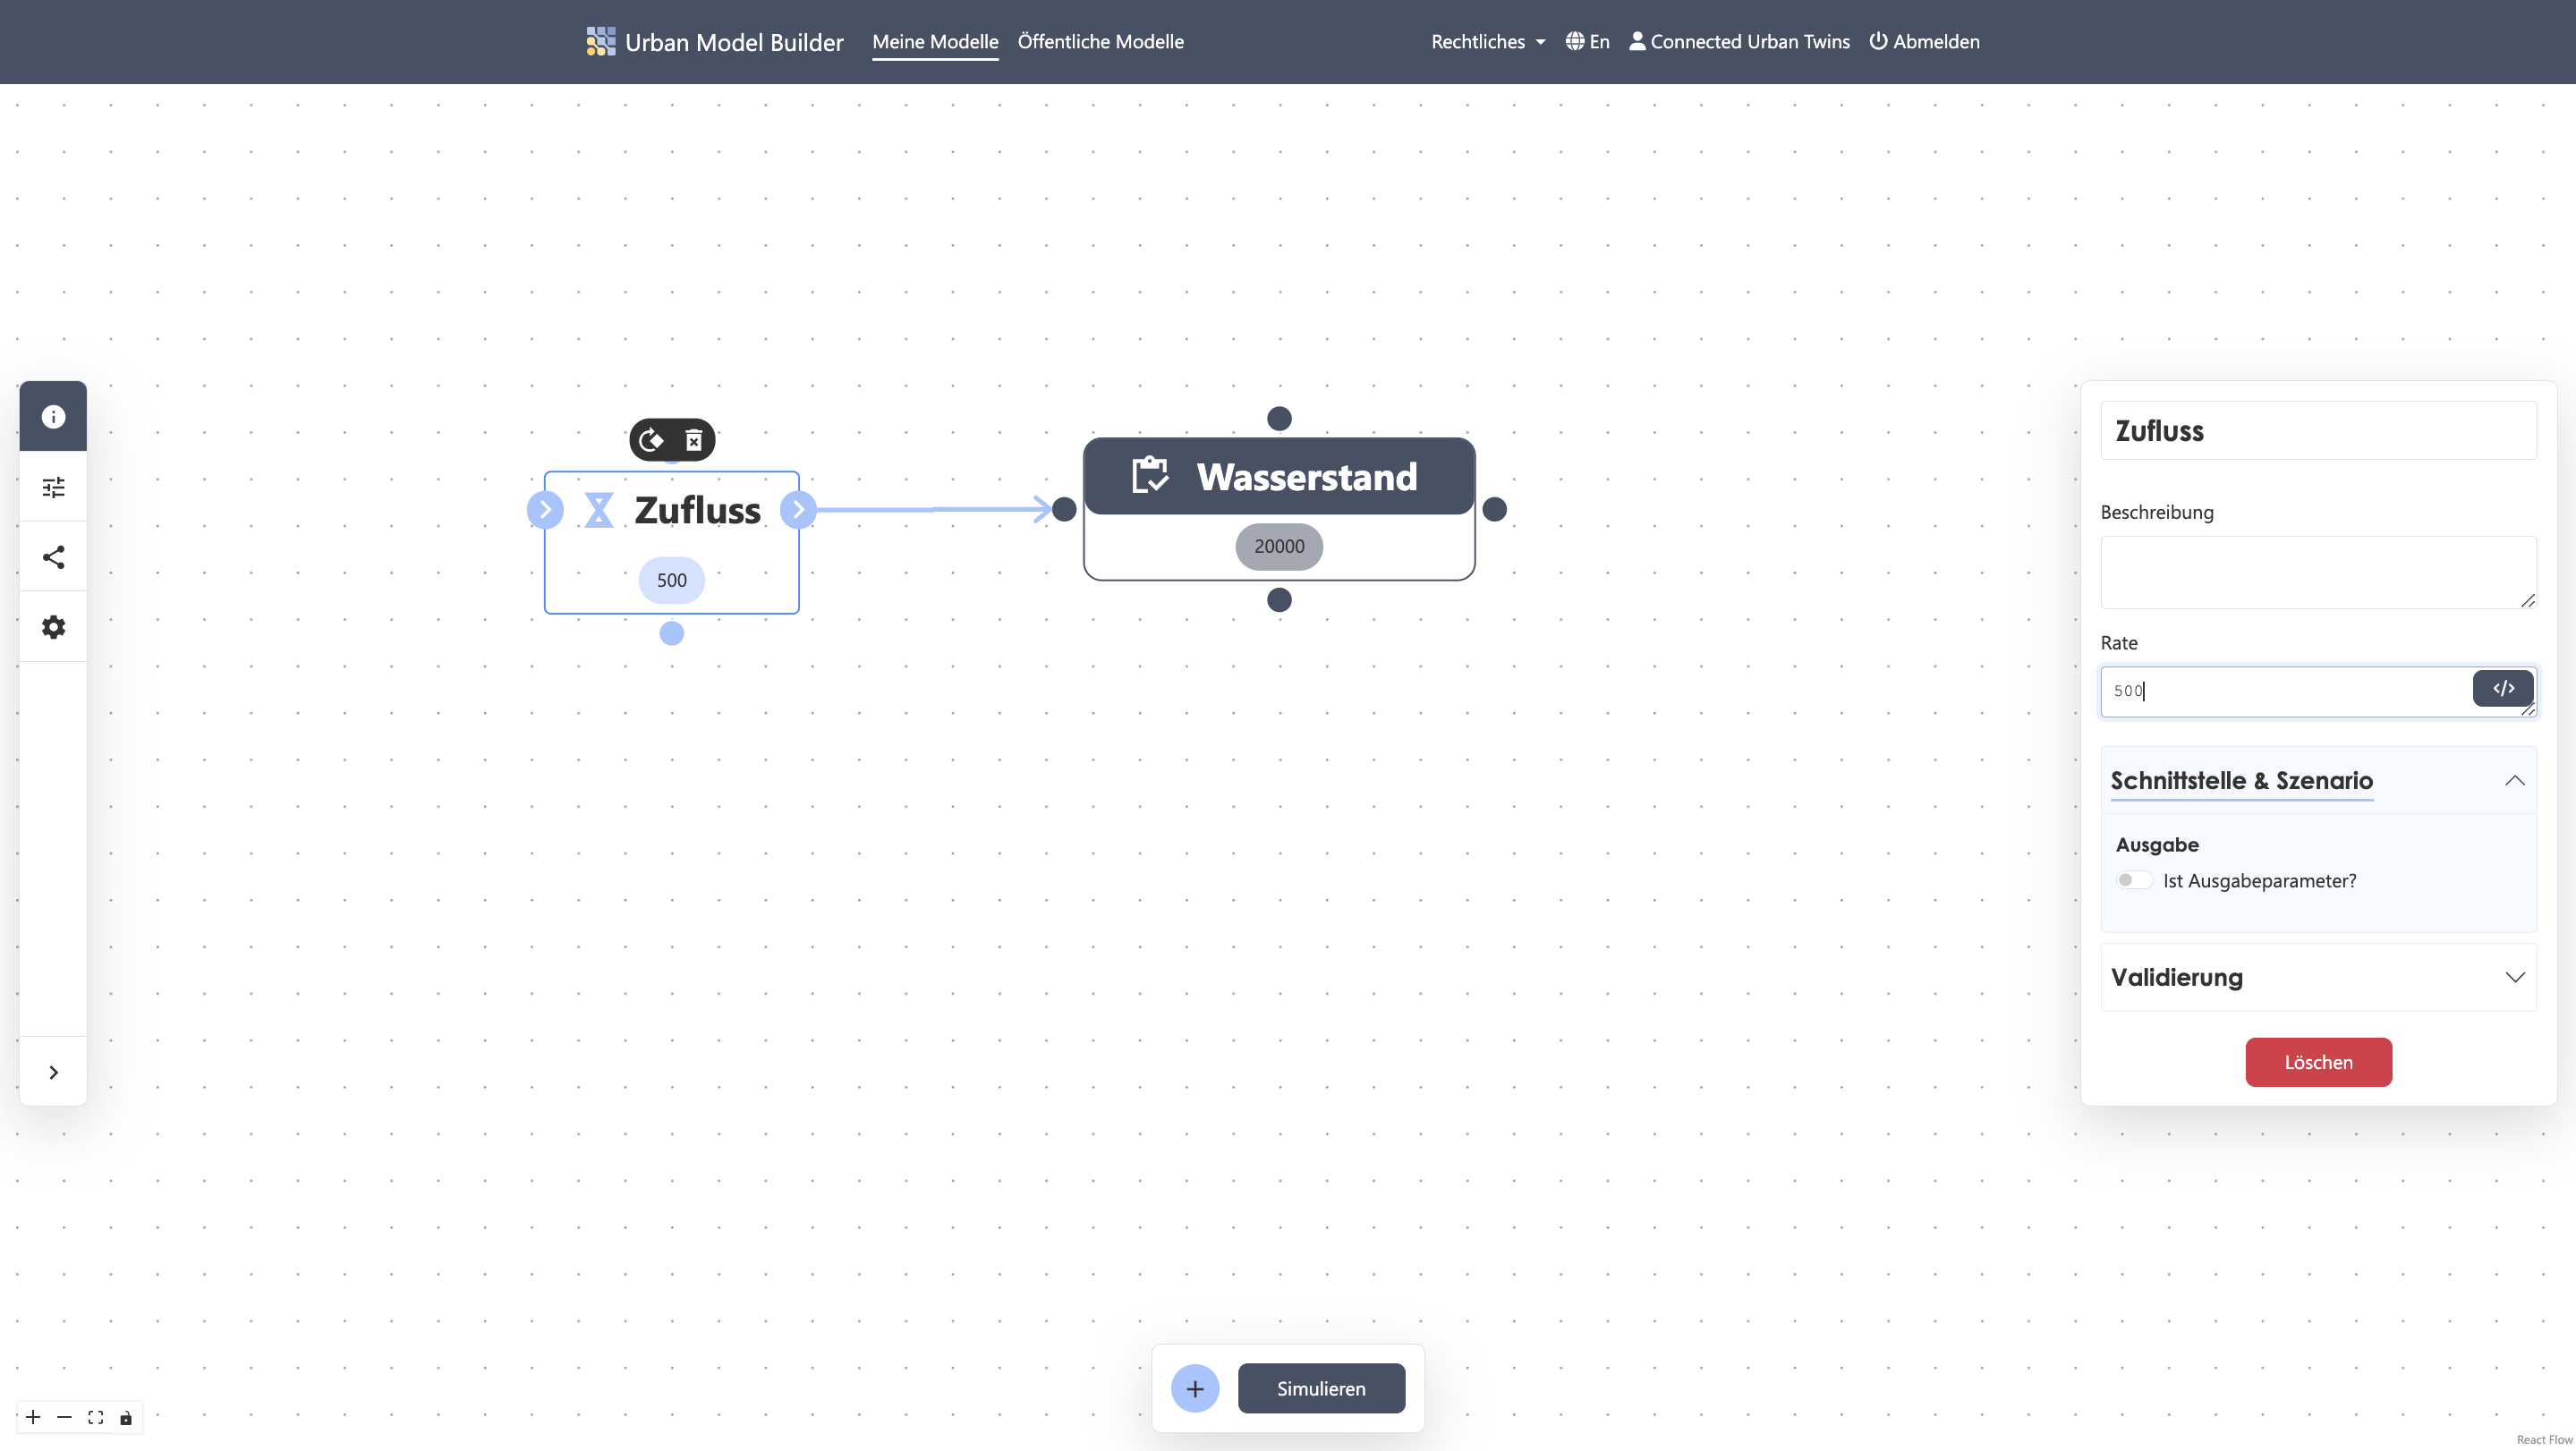 Urban Model Builder Meine Modelle Öffentliche Modelle Rechtliches En Connected Urban Twins Abmelden
Zufluss
500
Wasserstand
20000
Zufluss
Beschreibung
Rate
500
</>
Schnittstelle & Szenario
Ausgabe
Ist Ausgabeparameter?
Validierung
Löschen
Simulieren
React Flow